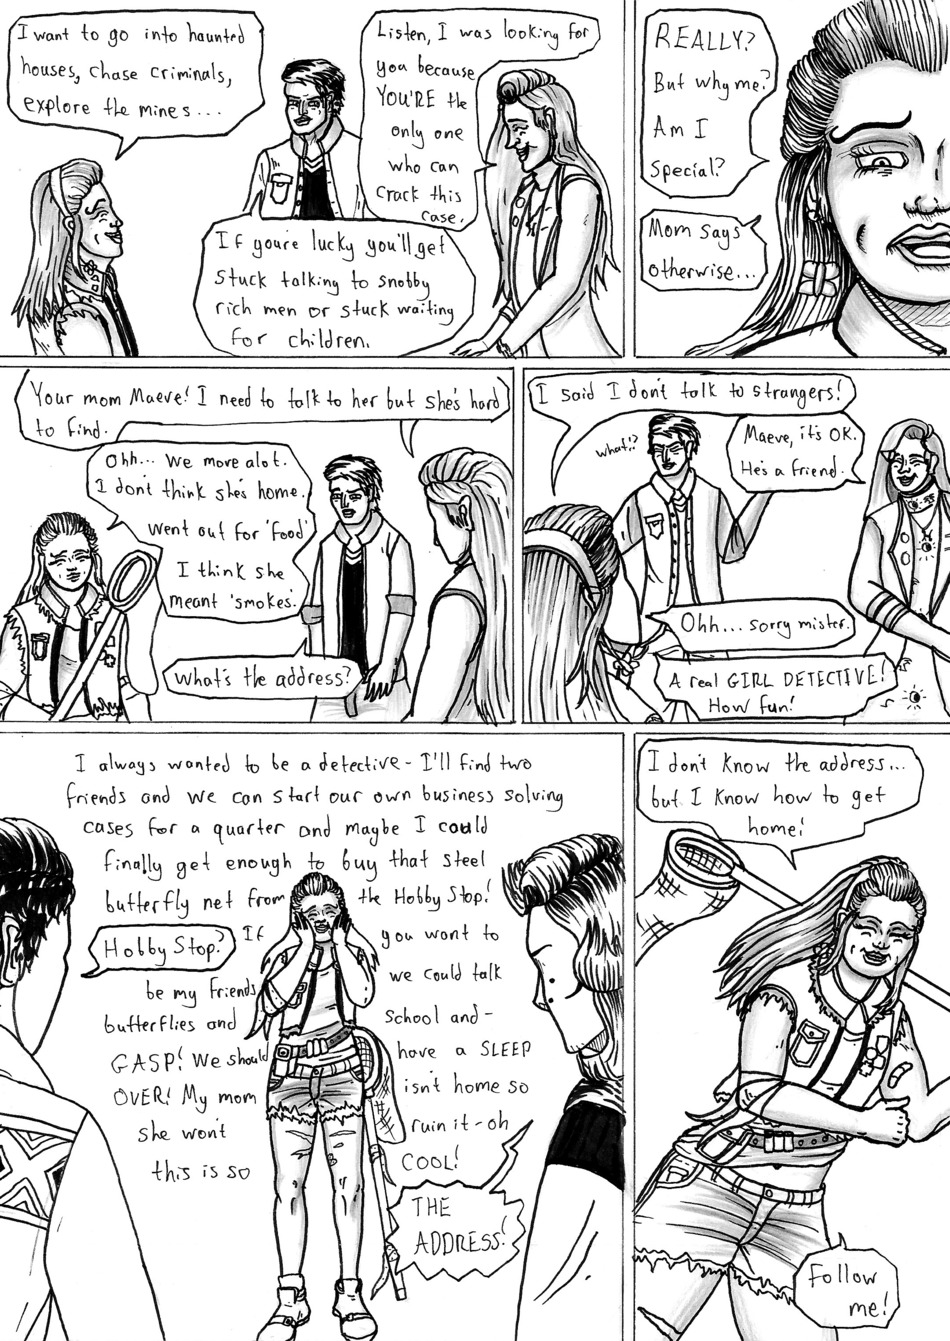 I want to go into haunted
houses, chase criminals,
explore the mines...
If you're lucky you'll get
stuck talking to snobby
rich men or stuck waiting
for children.
Listen, I was looking for
you because
YOU'RE the
only one
who can
crack this
case.
REALLY?
But why me?
Am I
special?
Mom says
otherwise...
Your mom Maeve! I need to talk to her but she's hard
to find.
Ohh... We move alot.
I don't think she's home.
Went out for 'food'
I think she
meant 'smokes'.
What's the address?
I said I don't talk to strangers!
what!?
Maeve, it's OK.
He's a friend.
Ohh... sorry mister.
A real GIRL DETECTIVE!
How fun!
I always wanted to be a detective - I'll find two
friends and we can start our own business solving
cases for a quarter and maybe I could
finally get enough to buy that steel
butterfly net from the Hobby Stop!
Hobby Stop?
If you want to
be my friends we could talk
butterflies and school and -
GASP! We should have a SLEEP
OVER! My mom isn't home so
she won't ruin it - oh
this is so COOL!
THE
ADDRESS!
I don't know the address...
but I know how to get
home!
Follow
me!